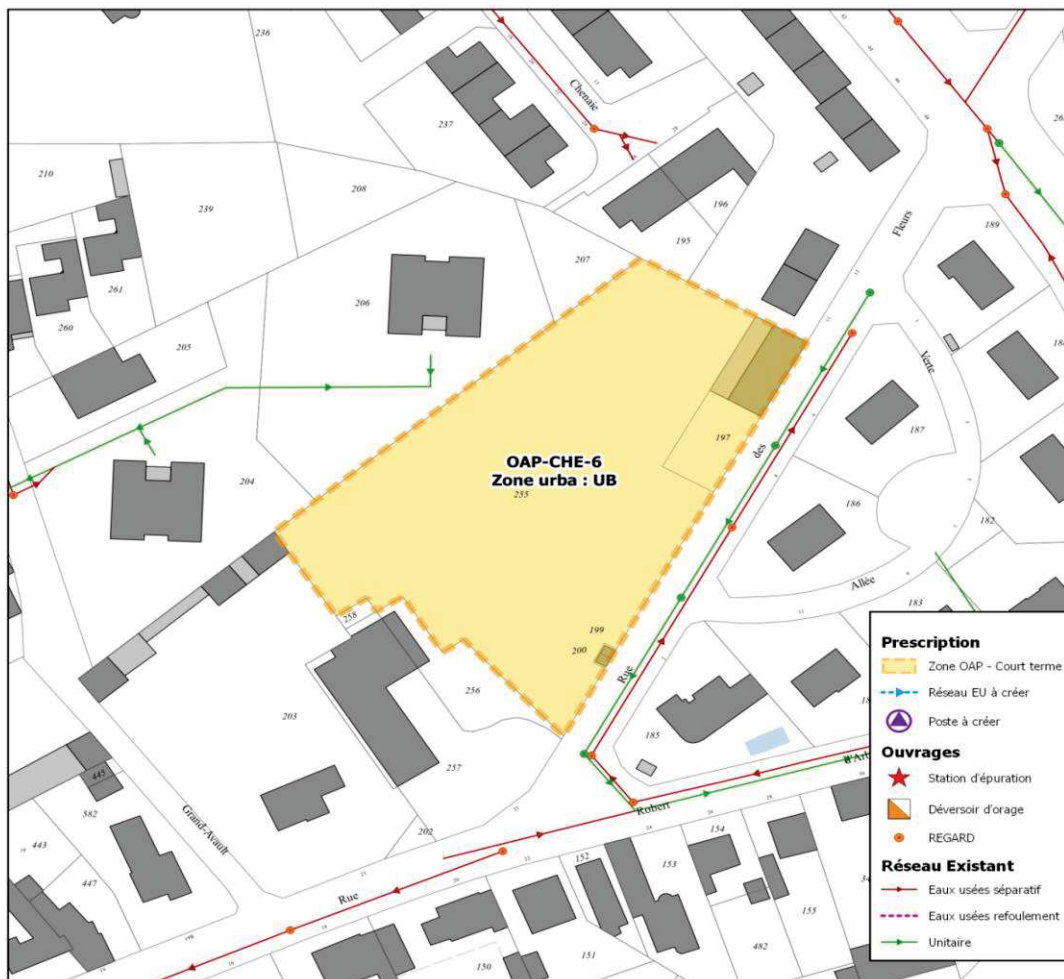 236
237
Chenaie
210
239
208
196
195
207
Fleurs
189
261
206
260
205
Verte
188
187
197
des
OAP-CHE-6
Zone urba : UB
255
204
186
182
Allée
183
258
199
200
Rue
256
185
203
257
d'Arb
Robert
445
582
Grand-Avault
202
443
447
Rue
152
153
154
155
151
150
482
Prescription
Zone OAP - Court terme
Réseau EU à créer
Poste à créer
Ouvrages
Station d'épuration
Déversoir d'orage
REGARD
Réseau Existant
Eaux usées séparatif
Eaux usées refoulement
Unitaire